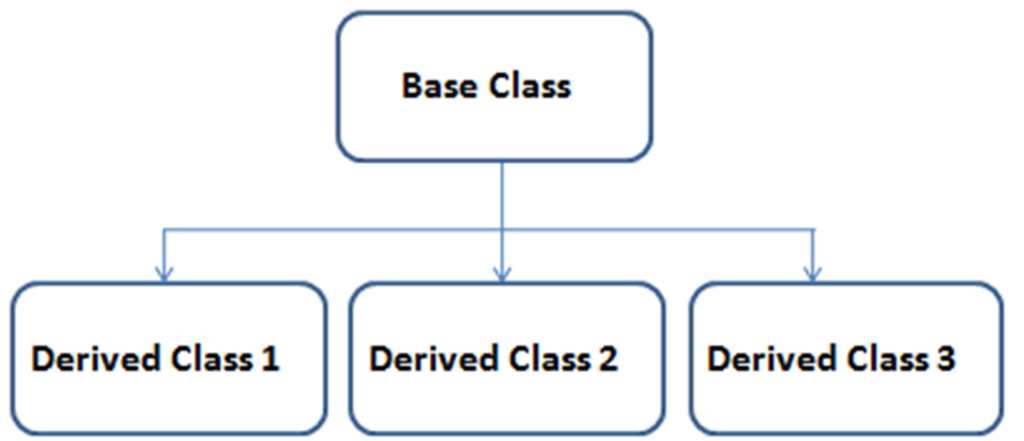 Base Class
Derived Class 1
Derived Class 2
Derived Class 3